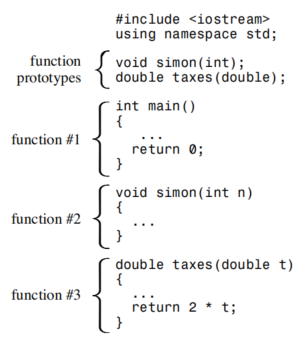 #include <iostream>
using namespace std;
function prototypes
void simon(int);
double taxes(double);
function #1
int main()
{
...
return 0;
}
function #2
void simon(int n)
{
...
}
function #3
double taxes(double t)
{
...
return 2 * t;
}